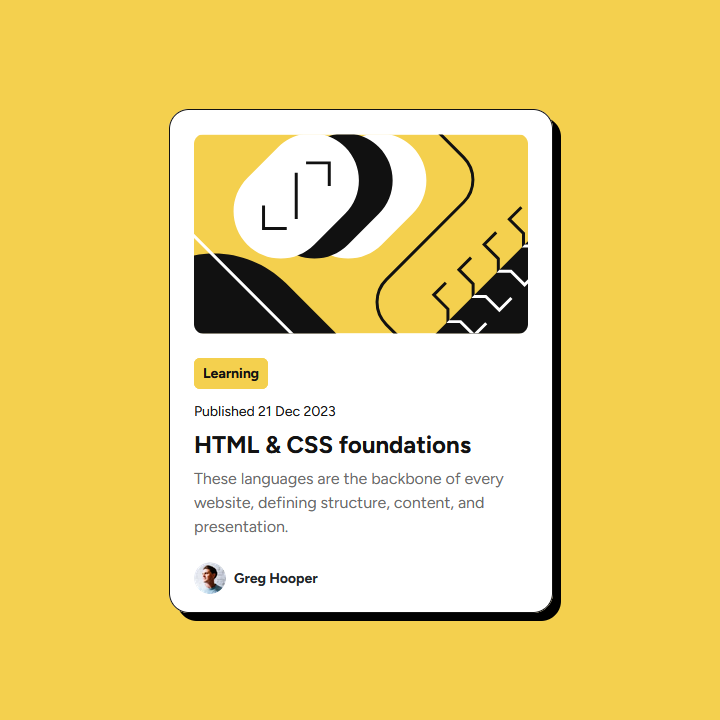 Learning
Published 21 Dec 2023
HTML & CSS foundations
These languages are the backbone of every
website, defining structure, content, and
presentation.
Greg Hooper